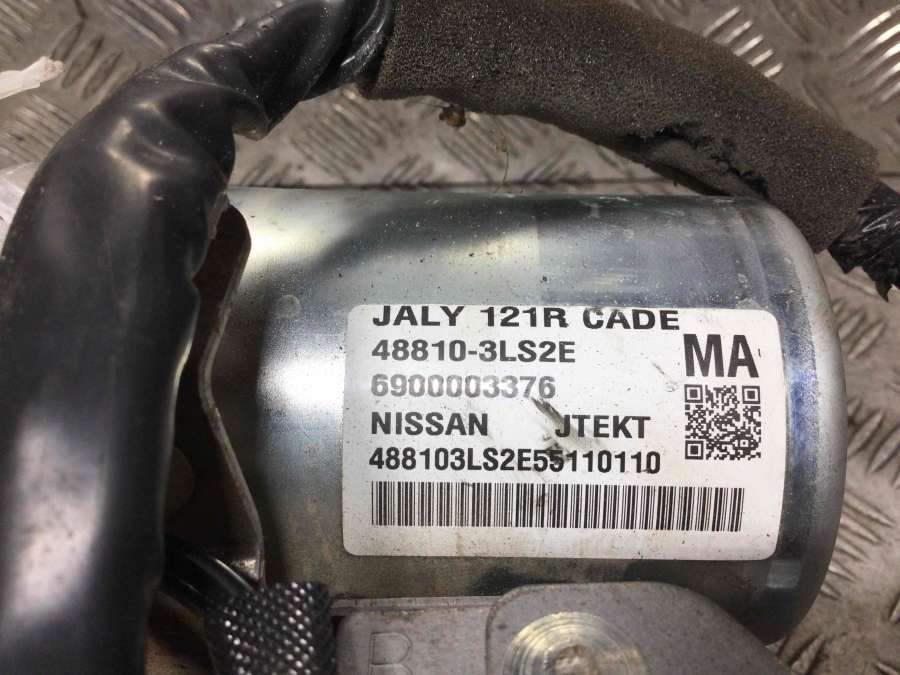 JALY 121R CADE
48810-3LS2E
MA
6900003376
NISSAN JTEKT
488103LS2E55110110
B